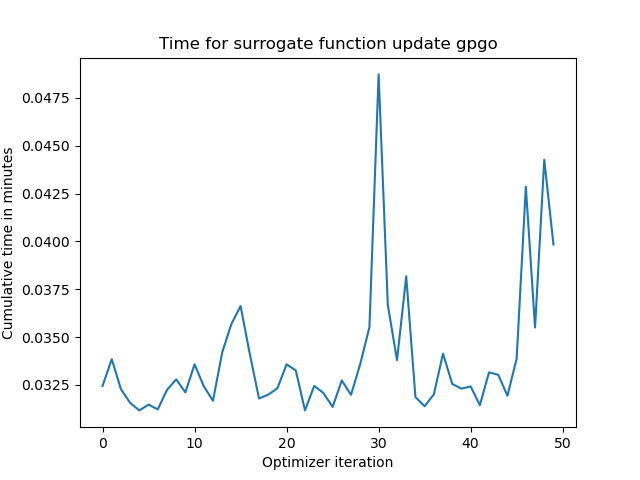 Time for surrogate function update gpgo
Cumulative time in minutes
0.0475
0.0450
0.0425
0.0400
0.0375
0.0350
0.0325
0 10 20 30 40 50
Optimizer iteration